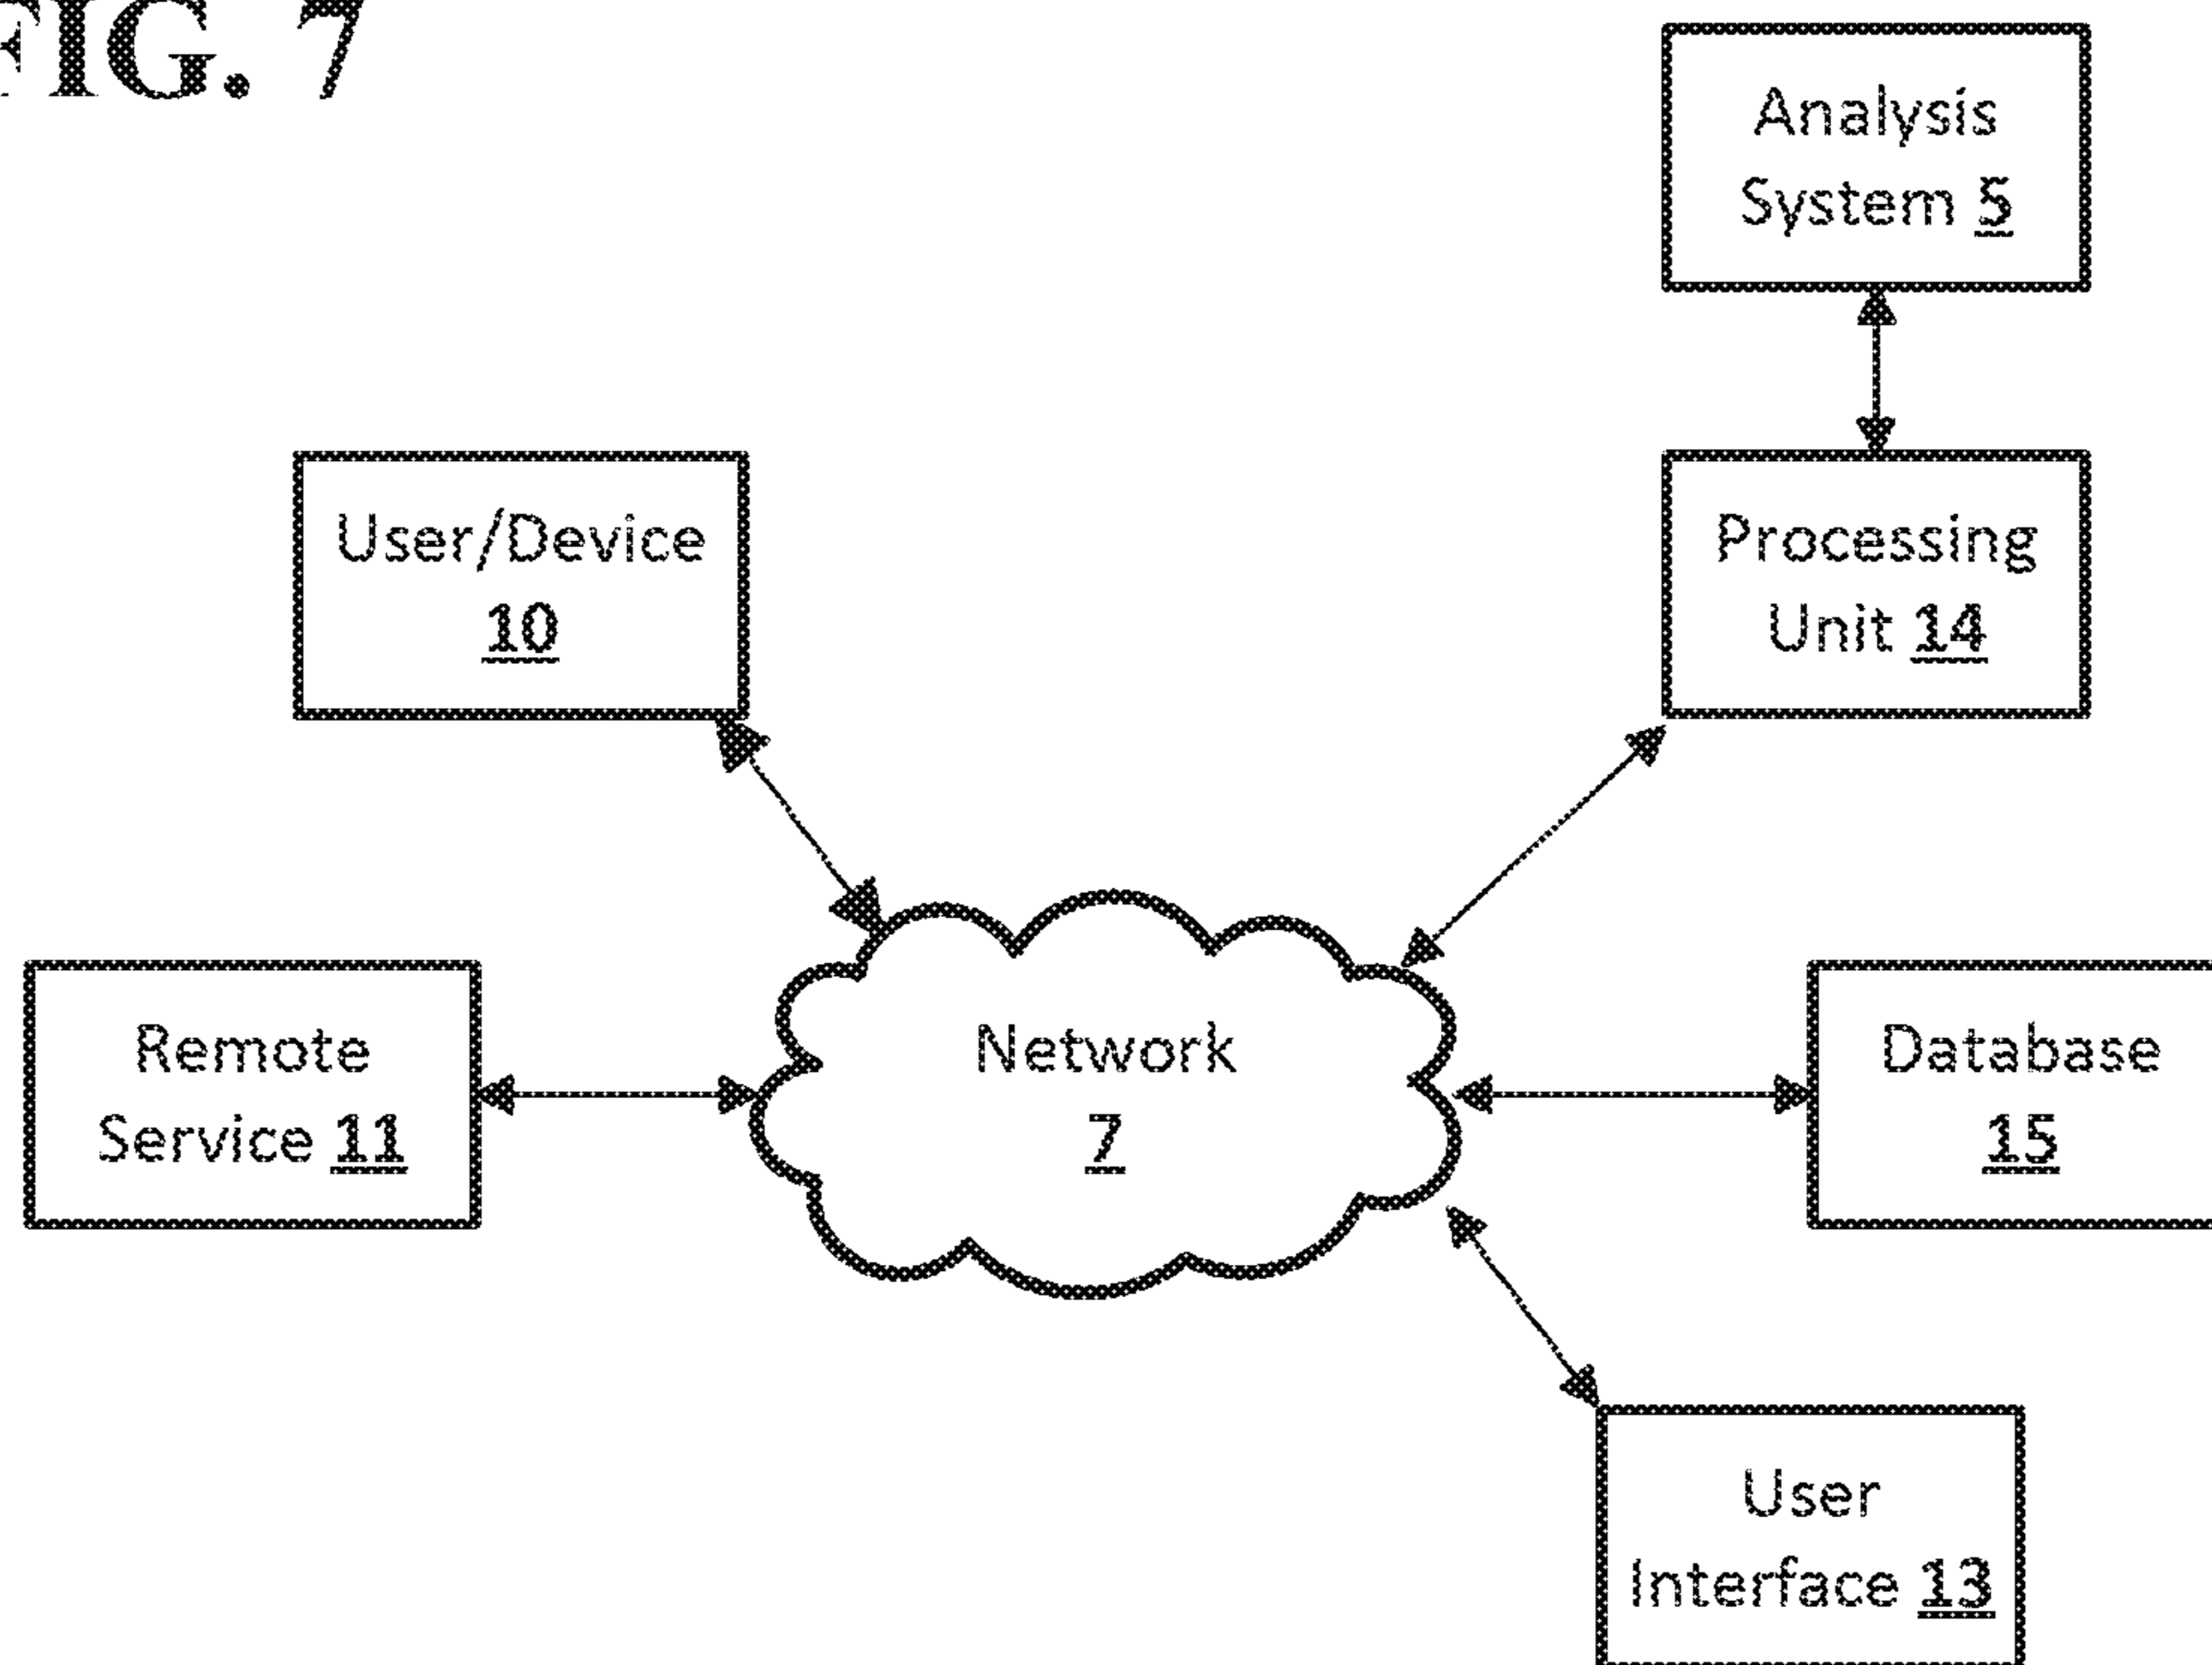 FIG. 7
Analysis
System 5
User/Device
10
Processing
Unit 14
Remote
Service 11
Network
7
Database
15
User
Interface 13